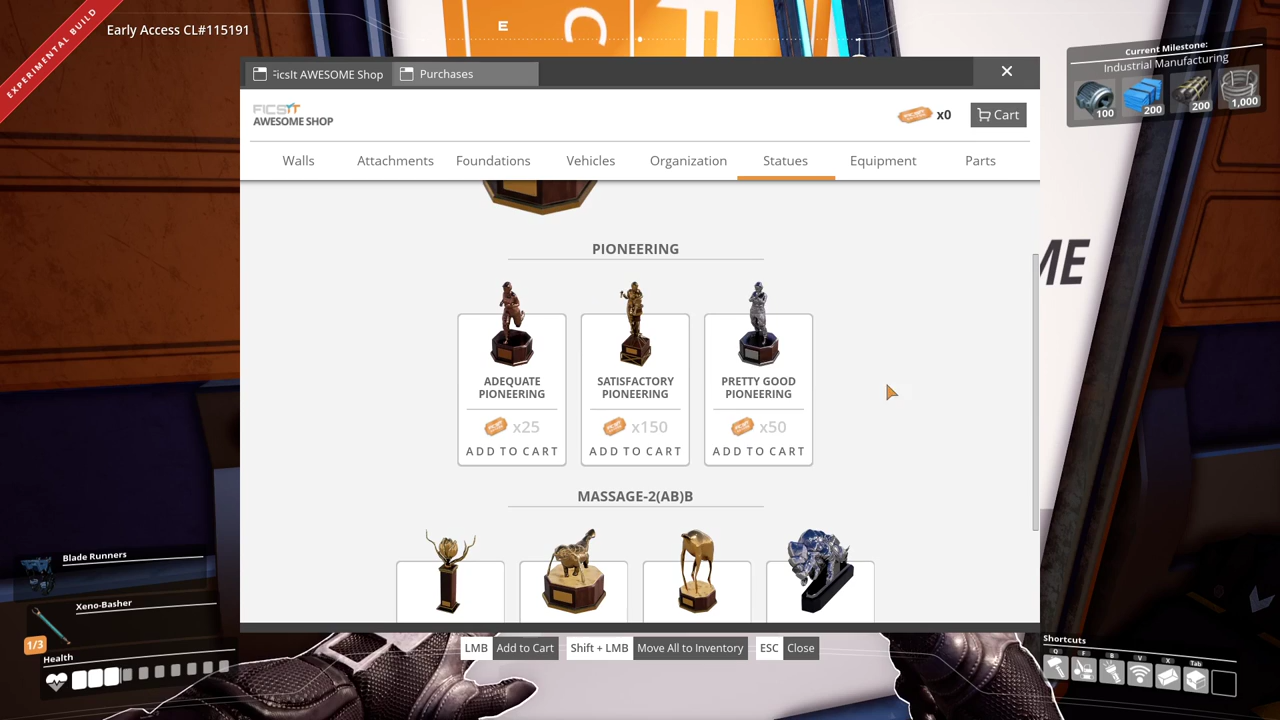 EXPERIMENTAL BUILD
Early Access CL#115191
E
C
ME
Current Milestone:
Industrial Manufacturing
100
200
200
1,000
FicsIt AWESOME Shop
Purchases
FICSIT
AWESOME SHOP
x0
Cart
Walls
Attachments
Foundations
Vehicles
Organization
Statues
Equipment
Parts
PIONEERING
ADEQUATE
PIONEERING
x25
ADD TO CART
SATISFACTORY
PIONEERING
x150
ADD TO CART
PRETTY GOOD
PIONEERING
x50
ADD TO CART
MASSAGE-2(AB)B
Blade Runners
Xeno-Basher
1/3
Health
LMB Add to Cart
Shift + LMB Move All to Inventory
ESC Close
Shortcuts
Q
F
B
V
X
Tab